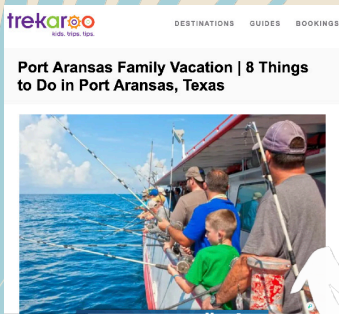 trekaroo
kids. trips. tips.
DESTINATIONS GUIDES BOOKINGS
Port Aransas Family Vacation | 8 Things
to Do in Port Aransas, Texas